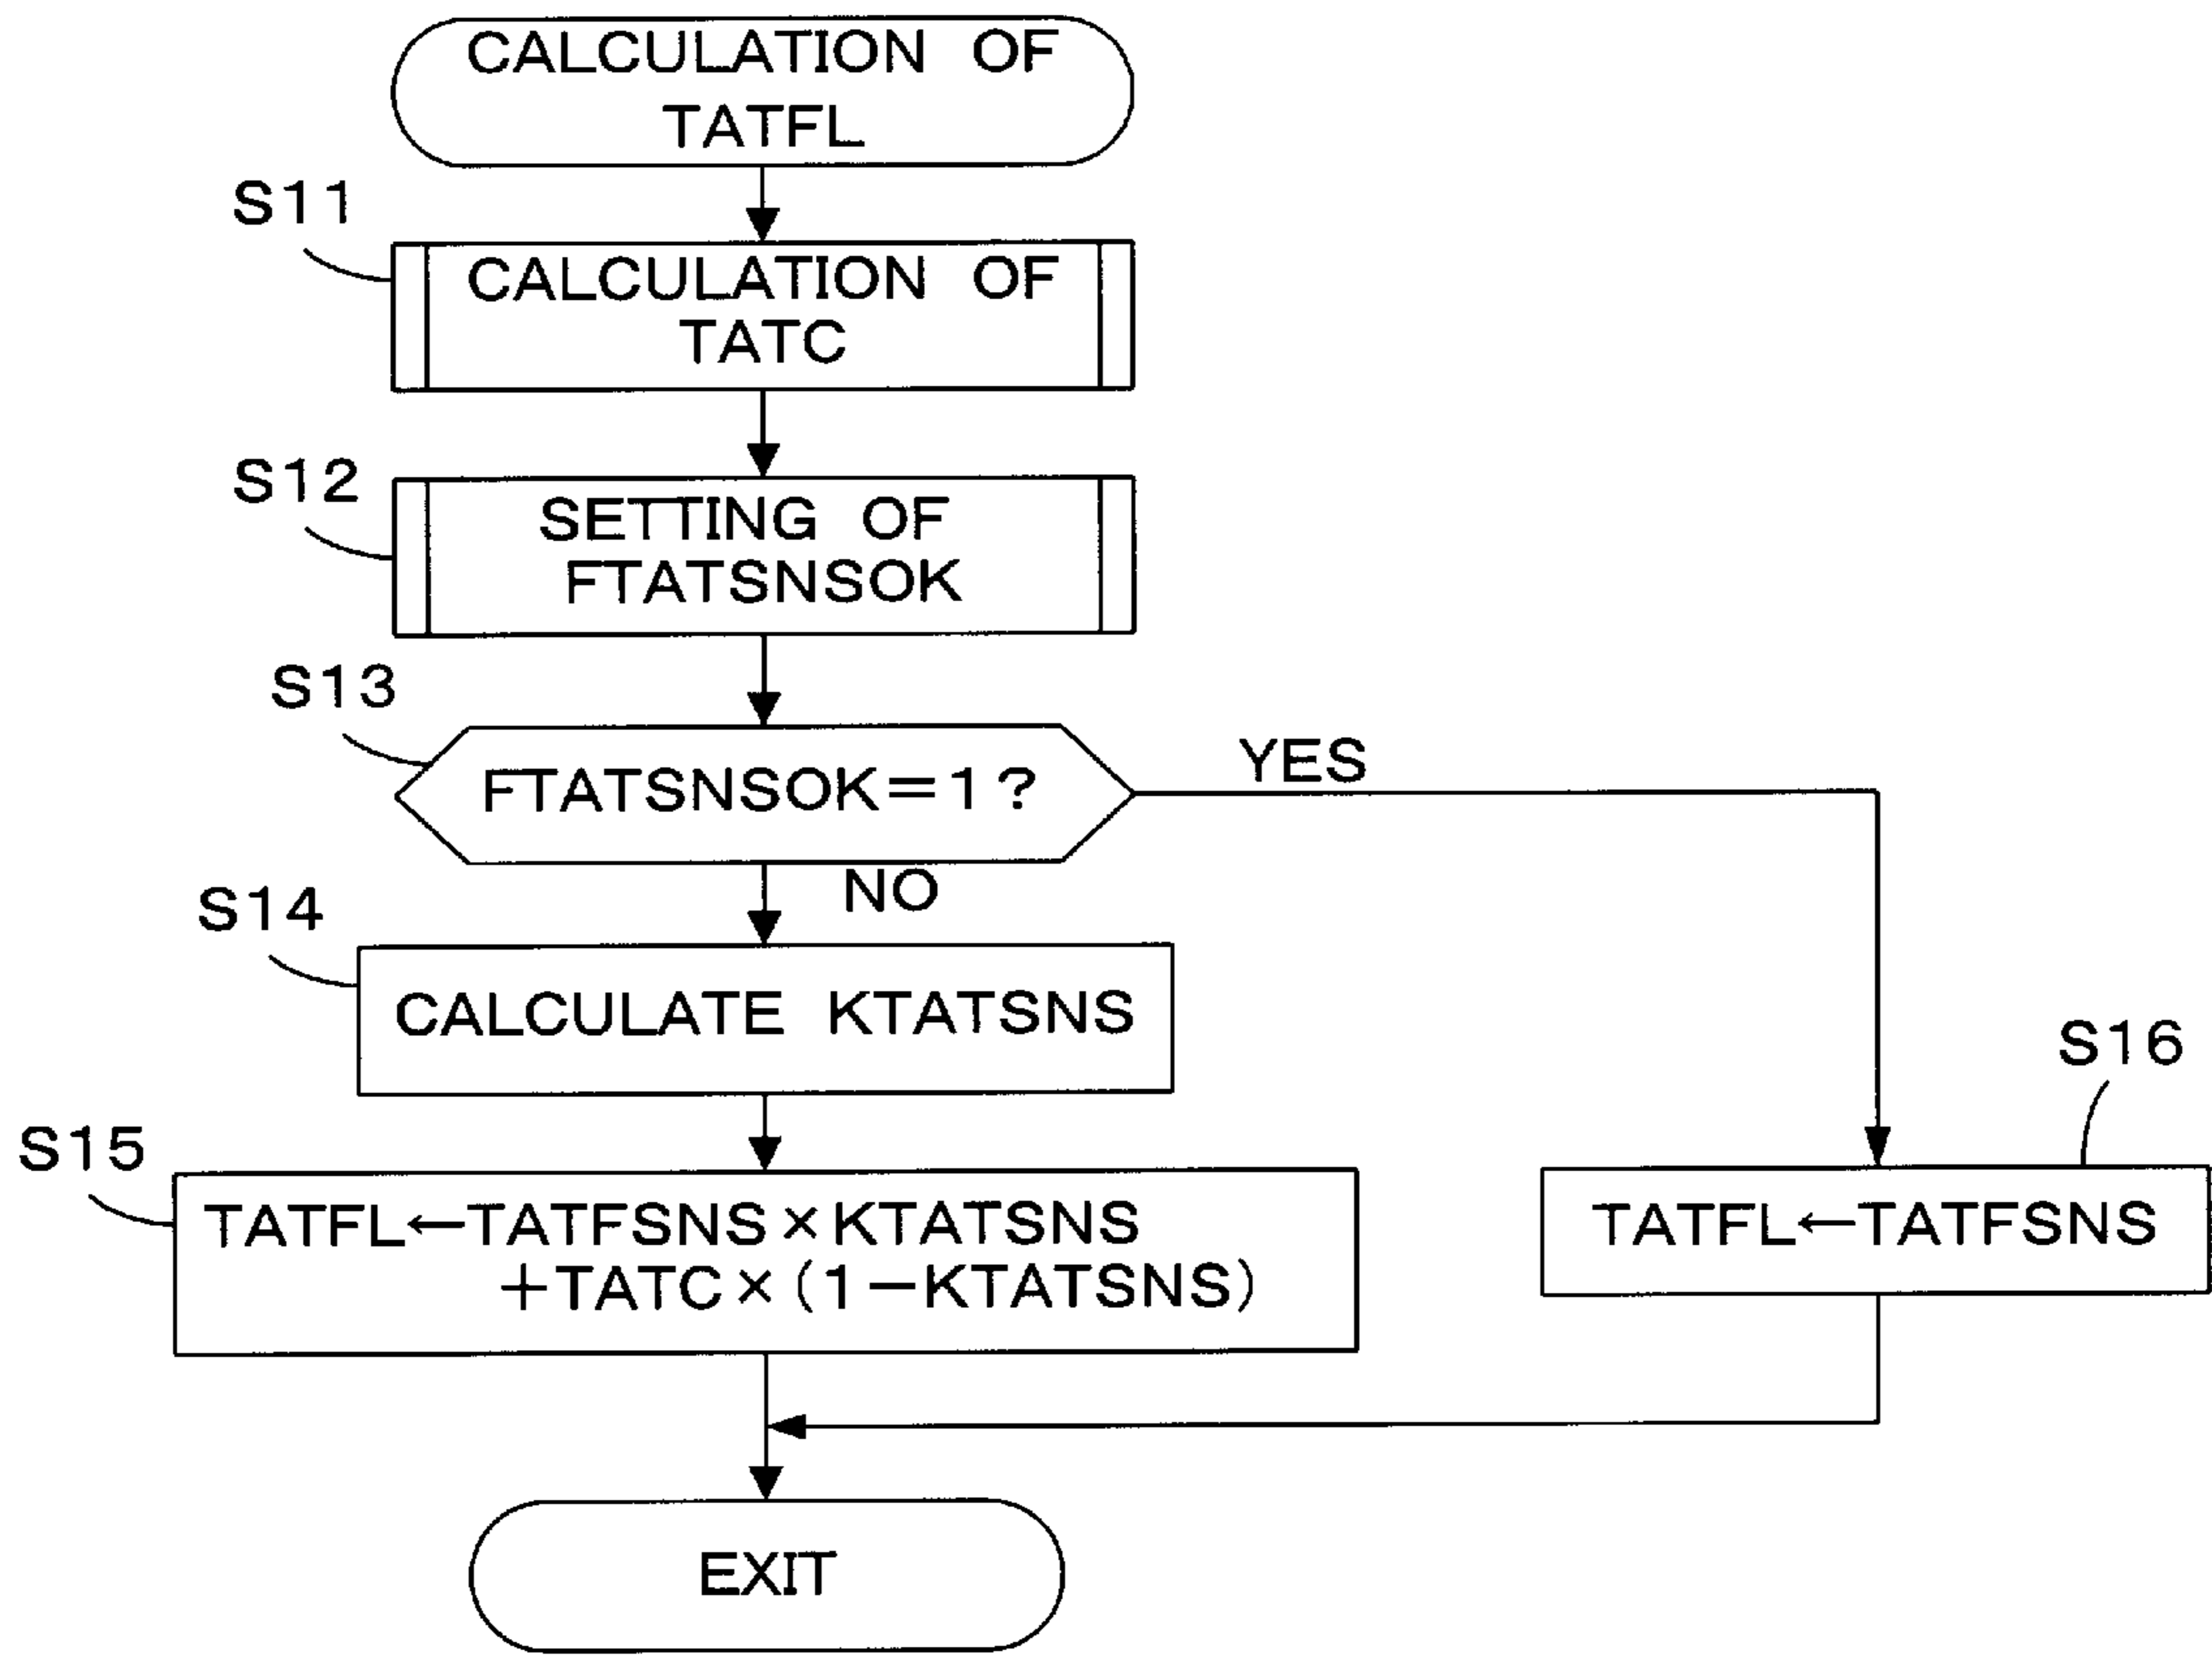 CALCULATION OF
TATFL
S11
CALCULATION OF
TATC
S12
SETTING OF
FTATSNSOK
S13
FTATSNSOK=1?
YES
NO
S14
CALCULATE KTATSNS
S15
TATFL←TATFSNS×KTATSNS
+TATC×(1−KTATSNS)
S16
TATFL←TATFSNS
EXIT